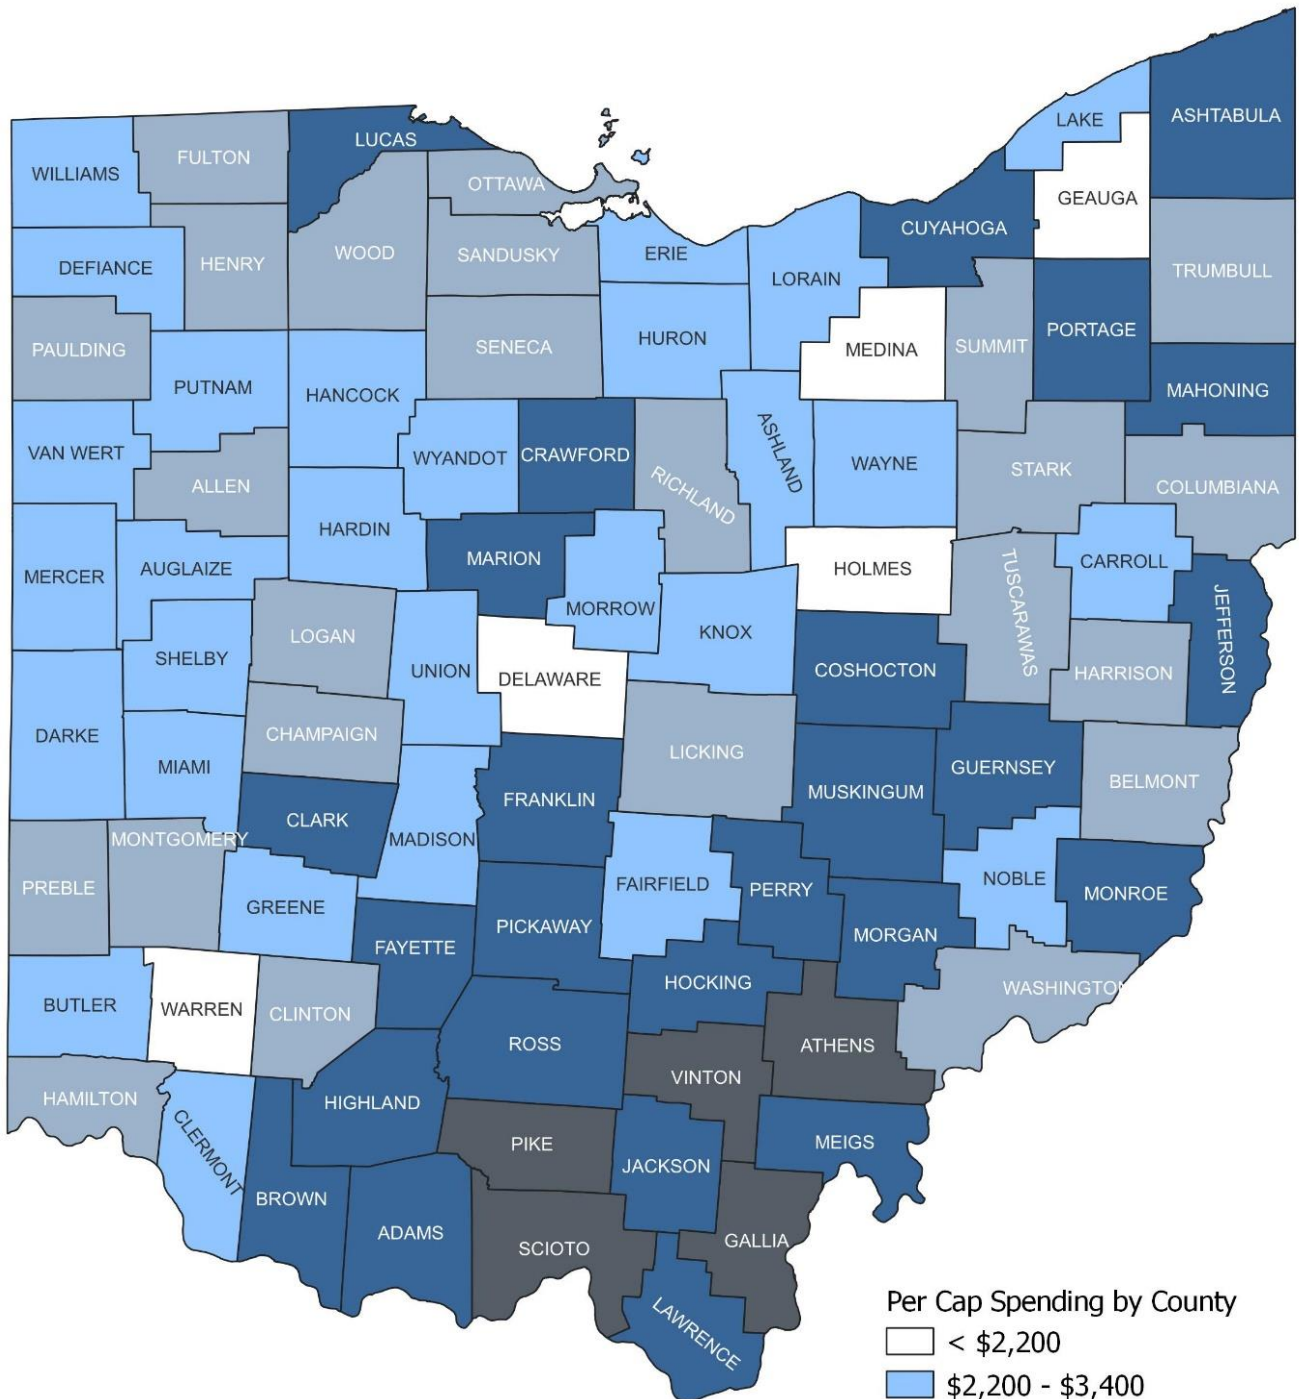 ASHTABULA
LAKE
LUCAS
FULTON
WILLIAMS
OTTAWA
GEAUGA
CUYAHOGA
WOOD
SANDUSKY
ERIE
HENRY
DEFIANCE
LORAIN
TRUMBULL
PORTAGE
HURON
SENECA
PAULDING
MEDINA
SUMMIT
MAHONING
PUTNAM
HANCOCK
VAN WERT
WYANDOT
CRAWFORD
ASHLAND
WAYNE
STARK
ALLEN
RICHLAND
COLUMBIANA
HARDIN
MARION
MERCER
AUGLAIZE
HOLMES
CARROLL
TUSCARAWAS
MORROW
JEFFERSON
LOGAN
KNOX
SHELBY
UNION
DELAWARE
COSHOCTON
HARRISON
DARKE
CHAMPAIGN
MIAMI
LICKING
GUERNSEY
BELMONT
FRANKLIN
MUSKINGUM
CLARK
MONTGOMERY
MADISON
PREBLE
FAIRFIELD
PERRY
NOBLE
MONROE
GREENE
PICKAWAY
MORGAN
FAYETTE
HOCKING
WASHINGTON
BUTLER
WARREN
CLINTON
ROSS
ATHENS
VINTON
HAMILTON
HIGHLAND
CLERMONT
PIKE
MEIGS
JACKSON
BROWN
ADAMS
SCIOTO
GALLIA
LAWRENCE
Per Cap Spending by County
< $2,200
$2,200 - $3,400